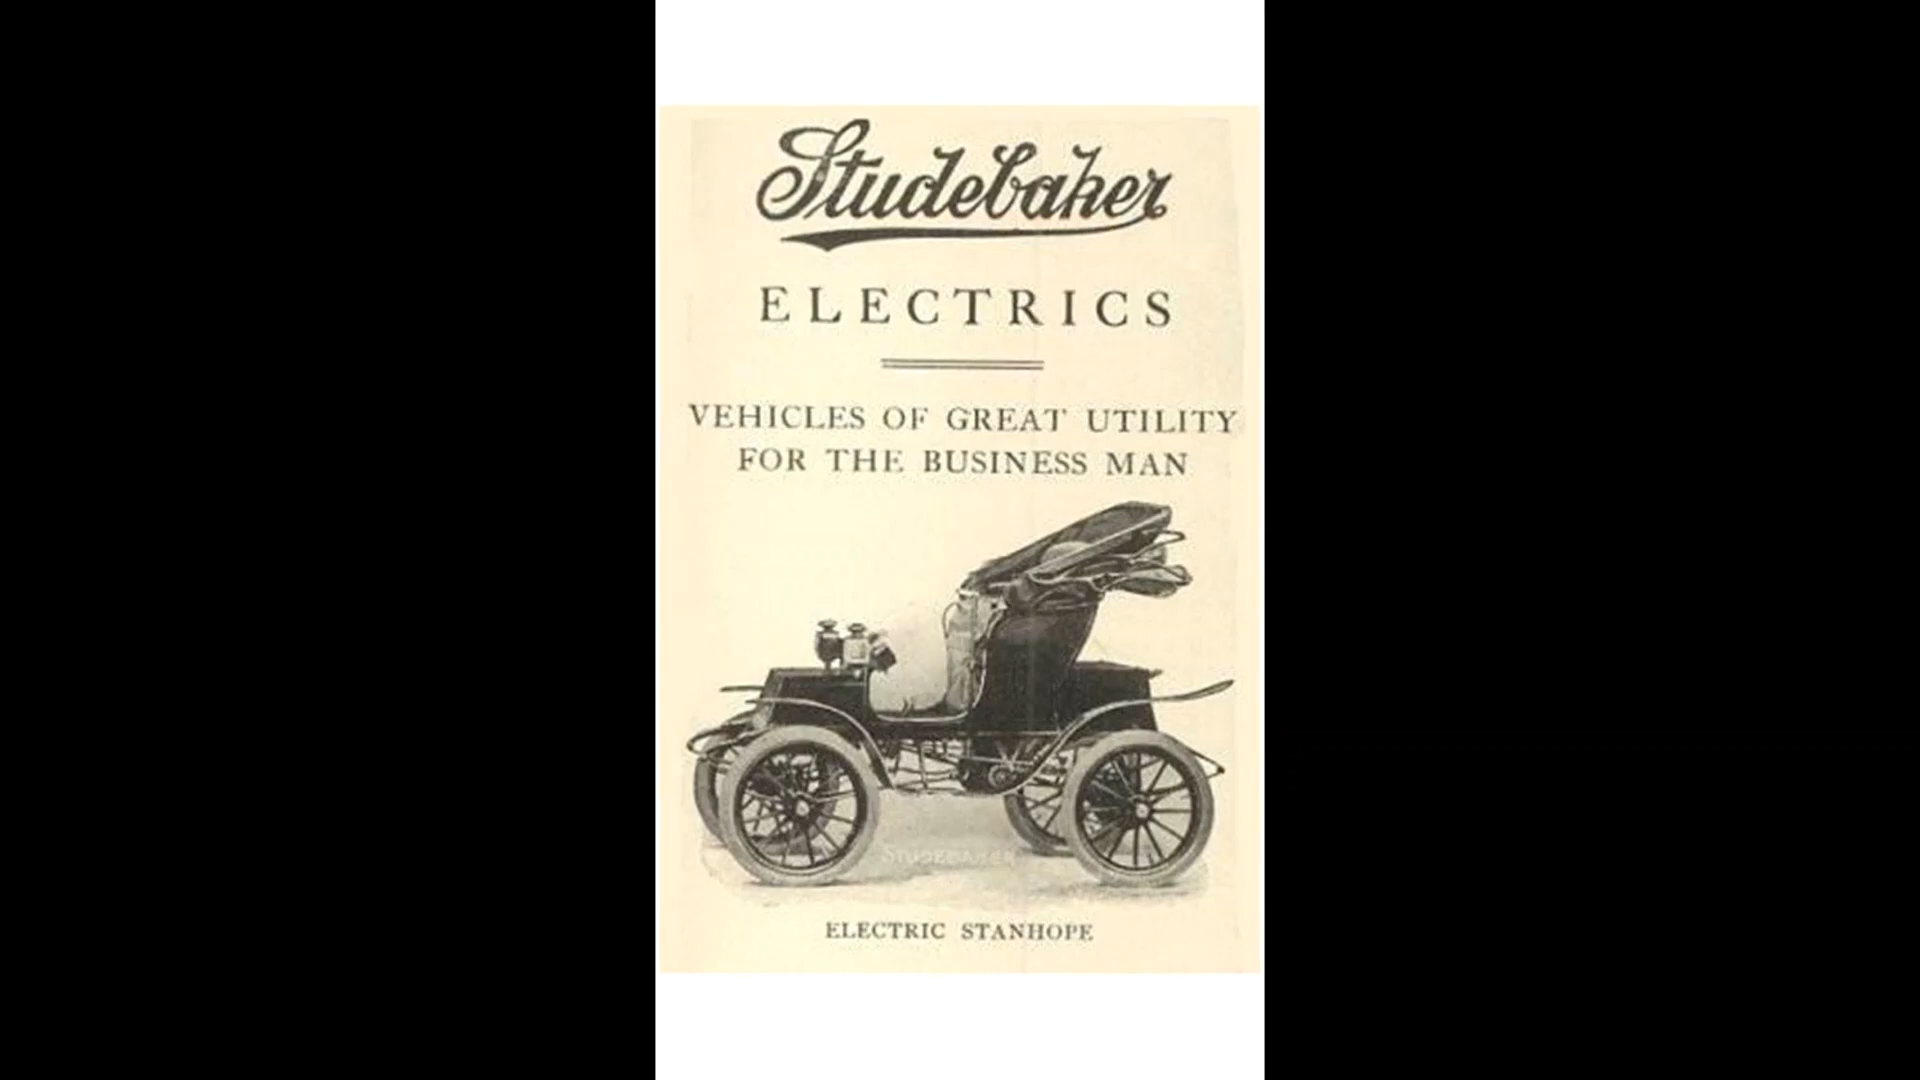 Studebaker
ELECTRICS
VEHICLES OF GREAT UTILITY
FOR THE BUSINESS MAN
STUDEBAKER
ELECTRIC STANHOPE